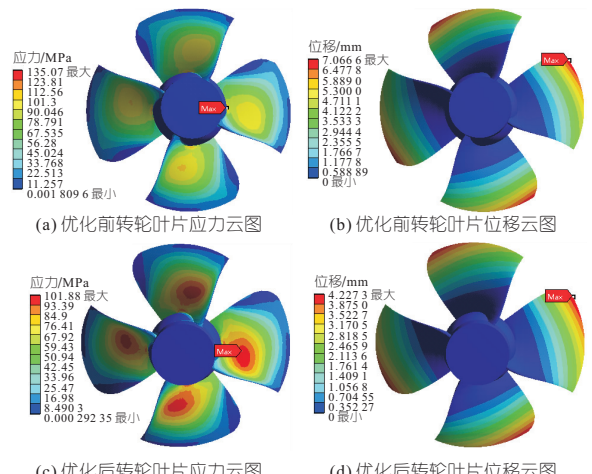 应力/MPa
135.07 最大
123.81
112.56
101.3
90.046
78.791
67.535
56.28
45.024
33.768
22.513
11.257
0.001 809 6 最小
Max
(a) 优化前转轮叶片应力云图
位移/mm
7.066 6 最大
6.477 8
5.889 0
5.300 0
4.711 1
4.122 2
3.533 3
2.944 4
2.355 5
1.766 7
1.177 8
0.588 89
0 最小
Max
(b) 优化前转轮叶片位移云图
应力/MPa
101.88 最大
93.39
84.9
76.41
67.92
59.43
50.94
42.45
33.96
25.47
16.98
8.490 3
0.000 292 35 最小
Max
(c) 优化后转轮叶片应力云图
位移/mm
4.227 3 最大
3.875 0
3.522 7
3.170 5
2.818 5
2.465 9
2.113 6
1.761 4
1.409 1
1.056 8
0.704 55
0.352 27
0 最小
Max
(d) 优化后转轮叶片位移云图